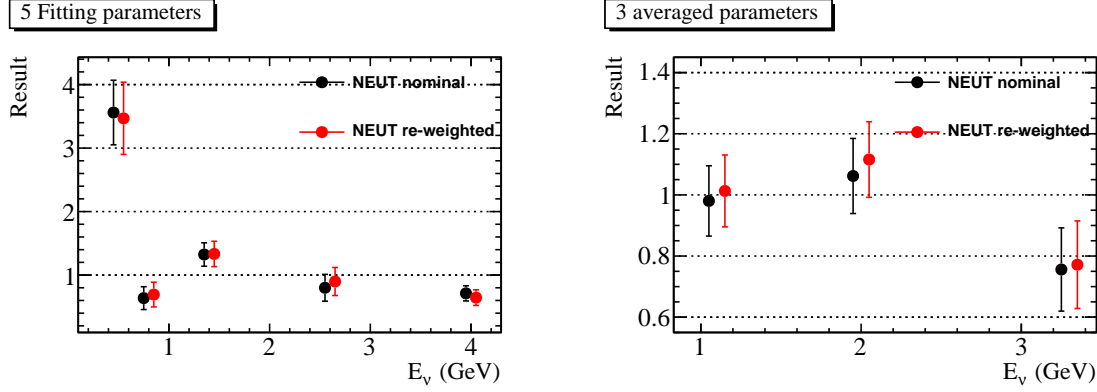 5 Fitting parameters
Result
4
3
2
1
NEUT nominal
NEUT re-weighted
1
2
3
4
E_ν (GeV)
3 averaged parameters
Result
1.4
1.2
1
0.8
0.6
NEUT nominal
NEUT re-weighted
1
2
3
E_ν (GeV)